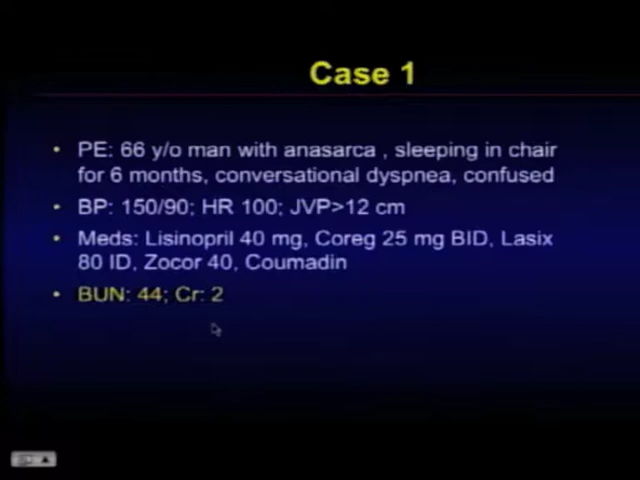 Case 1
• PE: 66 y/o man with anasarca , sleeping in chair
for 6 months, conversational dyspnea, confused
• BP: 150/90; HR 100; JVP>12 cm
• Meds: Lisinopril 40 mg, Coreg 25 mg BID, Lasix
80 ID, Zocor 40, Coumadin
• BUN: 44; Cr: 2